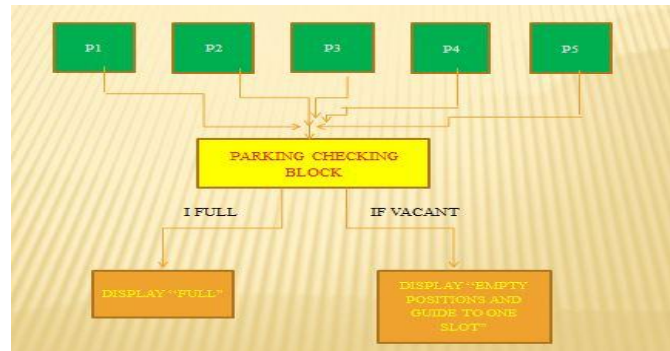 P1
P2
P3
P4
P5
PARKING CHECKING
BLOCK
I FULL
IF VACANT
DISPLAY “FULL”
DISPLAY “EMPTY
POSITIONS AND
GUIDE TO ONE
SLOT”